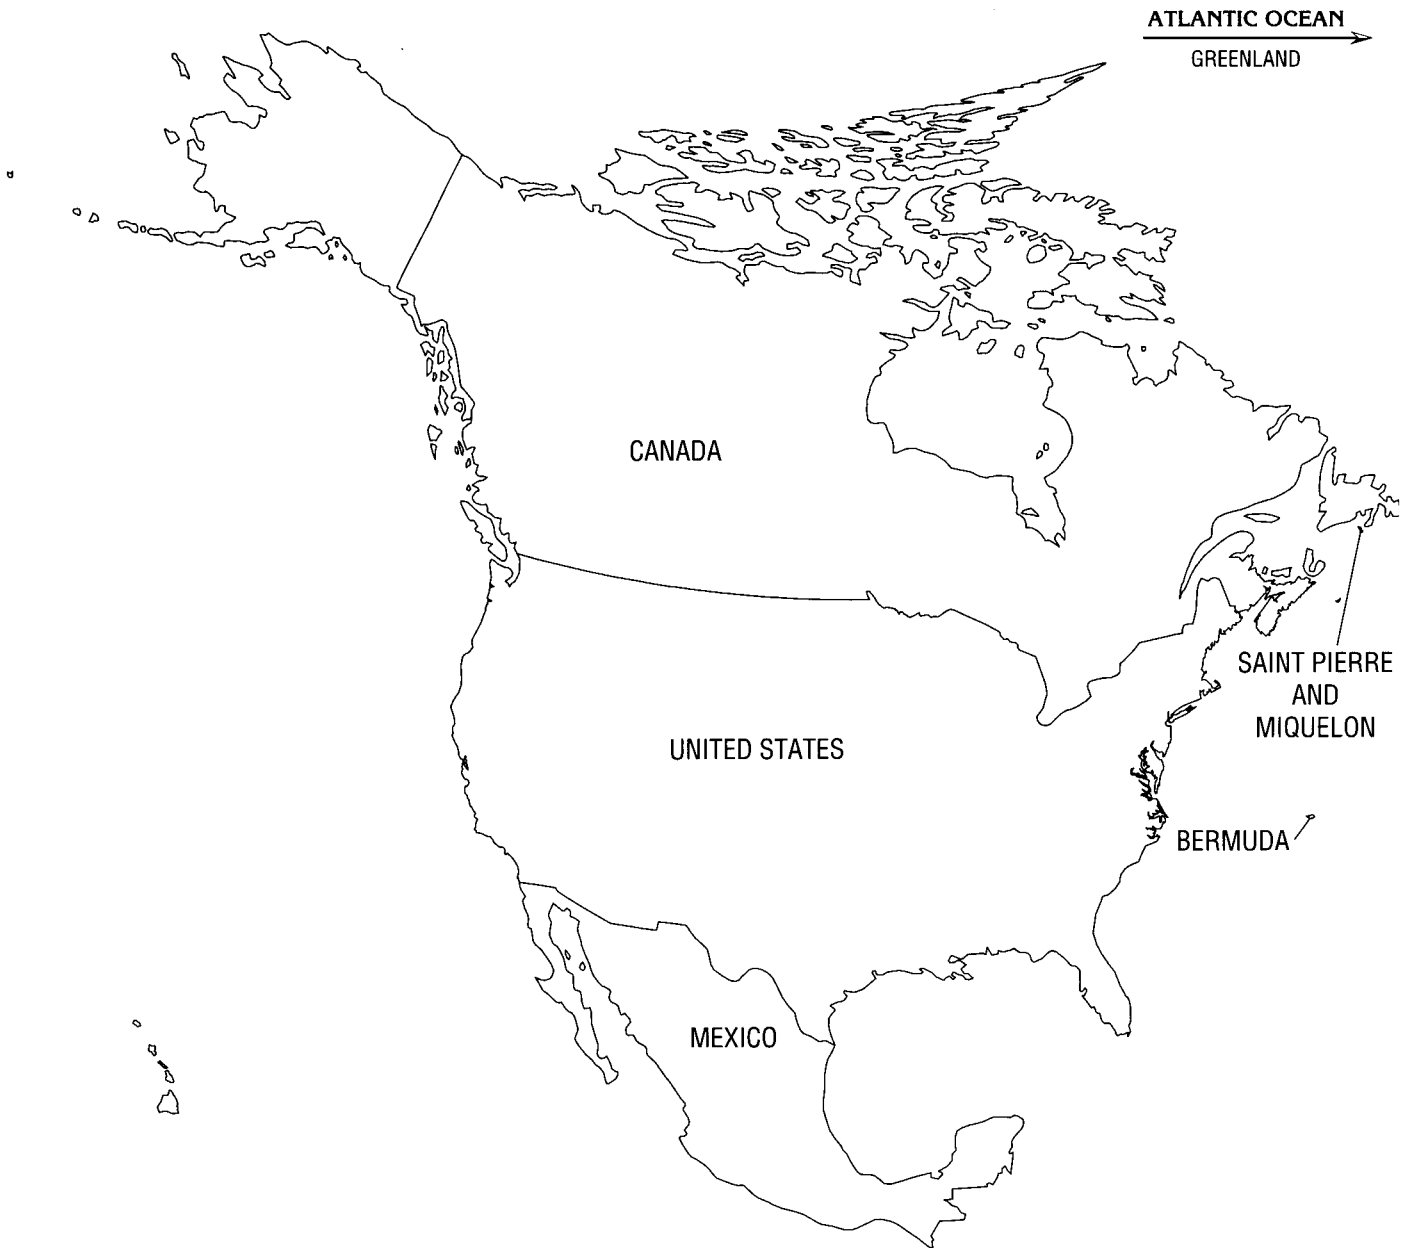 ATLANTIC OCEAN
GREENLAND
CANADA
SAINT PIERRE
AND
MIQUELON
UNITED STATES
BERMUDA
MEXICO